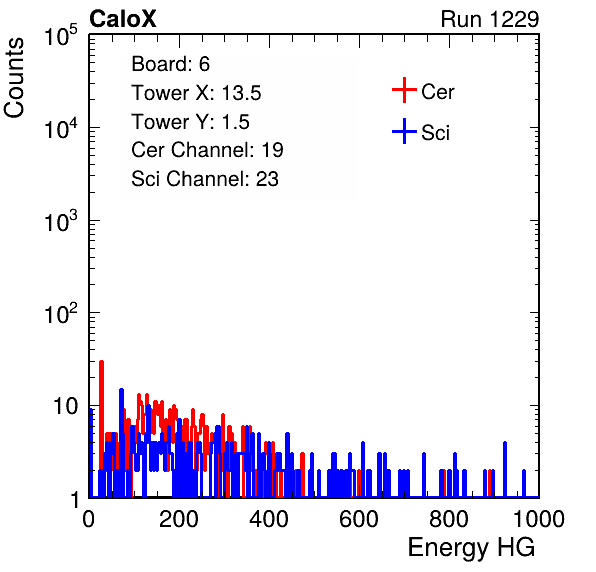 CaloX Run 1229
Counts
10^5
10^4
10^3
10^2
10
1
Board: 6
Tower X: 13.5
Tower Y: 1.5
Cer Channel: 19
Sci Channel: 23
Cer
Sci
0 200 400 600 800 1000
Energy HG